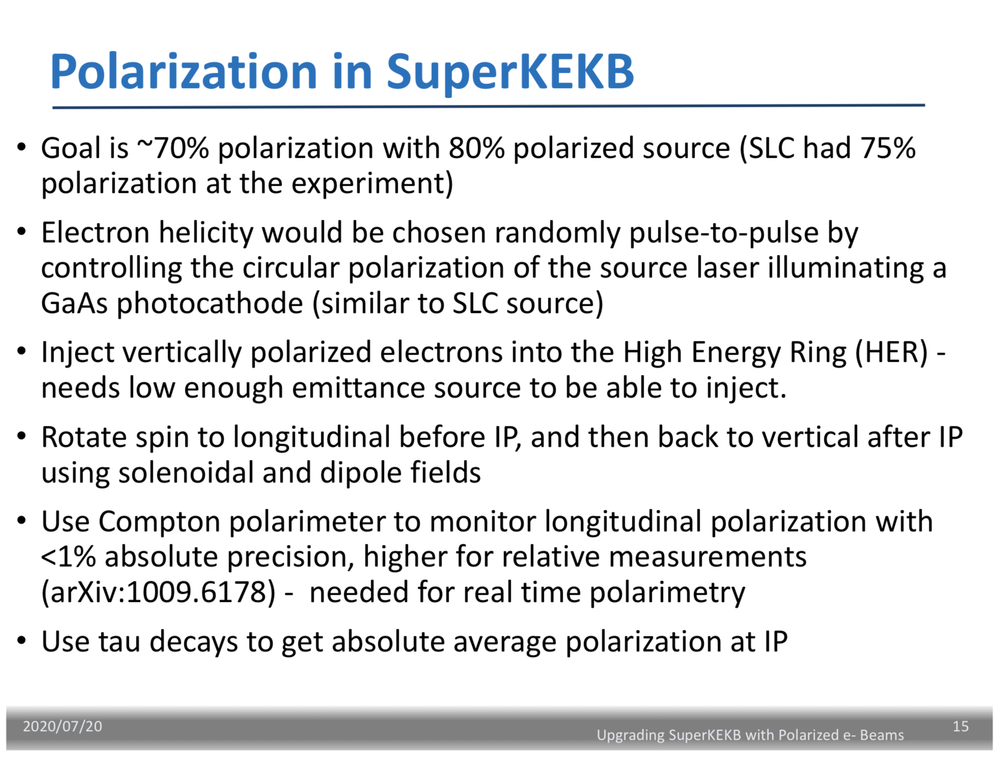 Polarization in SuperKEKB
• Goal is ~70% polarization with 80% polarized source (SLC had 75%
polarization at the experiment)
• Electron helicity would be chosen randomly pulse-to-pulse by
controlling the circular polarization of the source laser illuminating a
GaAs photocathode (similar to SLC source)
• Inject vertically polarized electrons into the High Energy Ring (HER) -
needs low enough emittance source to be able to inject.
• Rotate spin to longitudinal before IP, and then back to vertical after IP
using solenoidal and dipole fields
• Use Compton polarimeter to monitor longitudinal polarization with
<1% absolute precision, higher for relative measurements
(arXiv:1009.6178) -  needed for real time polarimetry
• Use tau decays to get absolute average polarization at IP
2020/07/20
Upgrading SuperKEKB with Polarized e- Beams
15